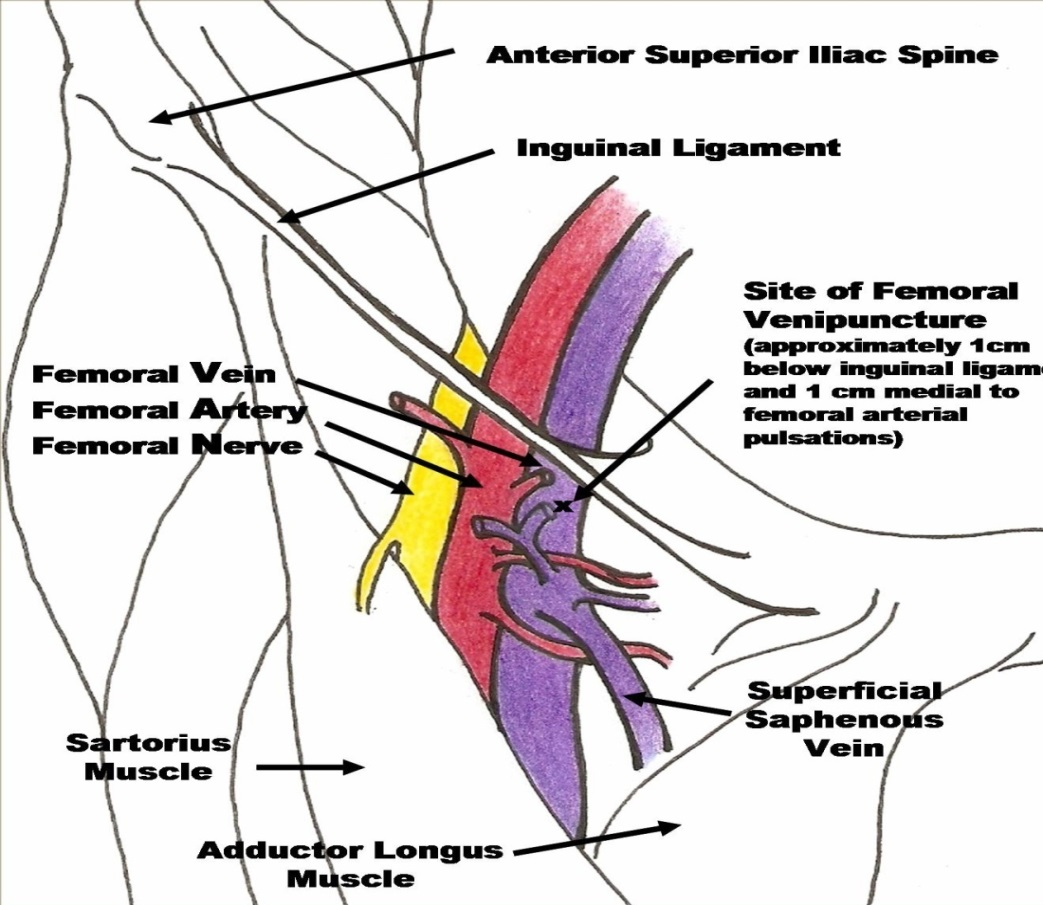 Anterior Superior Iliac Spine
Inguinal Ligament
Site of Femoral
Venipuncture
(approximately 1cm
below inguinal ligame
and 1 cm medial to
femoral arterial
pulsations)
Femoral Vein
Femoral Artery
Femoral Nerve
x
Superficial
Saphenous
Vein
Sartorius
Muscle
Adductor Longus
Muscle